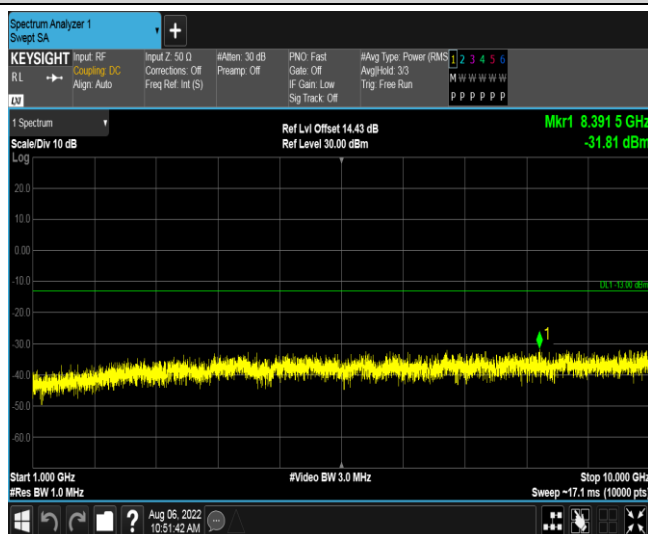 Spectrum Analyzer 1
Swept SA
+
KEYSIGHT
RL
LXI
Input: RF
Coupling: DC
Align: Auto
Input Z: 50 Ω
Corrections: Off
Freq Ref: Int (S)
#Atten: 30 dB
Preamp: Off
PNO: Fast
Gate: Off
IF Gain: Low
Sig Track: Off
#Avg Type: Power (RMS
Avg|Hold: 3/3
Trig: Free Run
1 2 3 4 5 6
M W W W W W
P P P P P P
1 Spectrum
Scale/Div 10 dB
Log
Ref Lvl Offset 14.43 dB
Ref Level 30.00 dBm
Mkr1 8.391 5 GHz
-31.81 dBm
20.0
10.0
0.00
-10.0
DL1 -13.00 dBm
-20.0
-30.0
1
-40.0
-50.0
-60.0
Start 1.000 GHz
#Res BW 1.0 MHz
#Video BW 3.0 MHz
Stop 10.000 GHz
Sweep ~17.1 ms (10000 pts)
?
Aug 06, 2022
10:51:42 AM